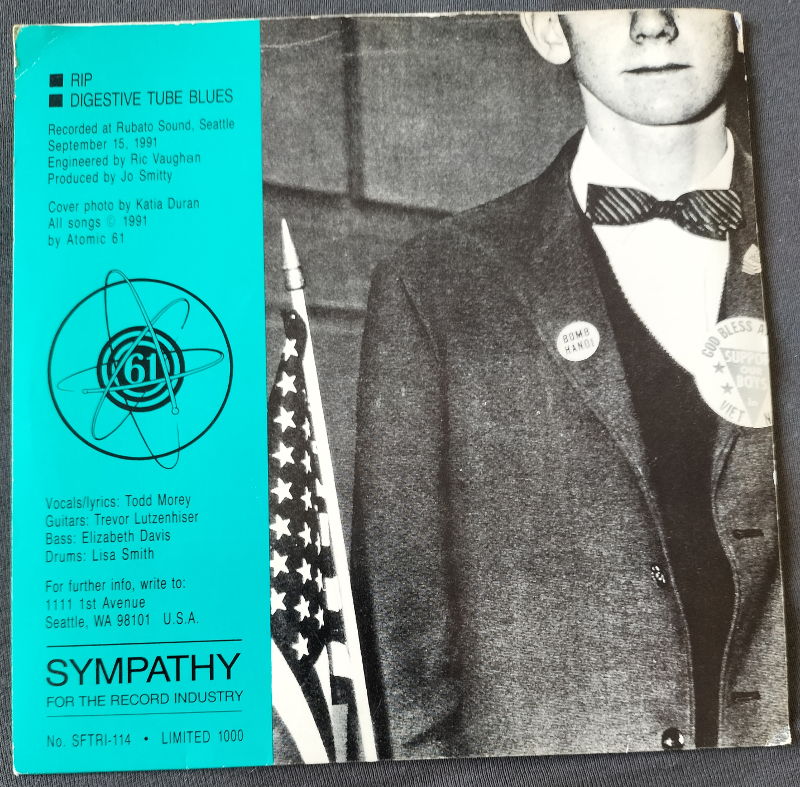 RIP
DIGESTIVE TUBE BLUES
Recorded at Rubato Sound, Seattle
September 15, 1991
Engineered by Ric Vaughan
Produced by Jo Smitty
Cover photo by Katia Duran
All songs © 1991
by Atomic 61
61
Vocals/lyrics: Todd Morey
Guitars: Trevor Lutzenhiser
Bass: Elizabeth Davis
Drums: Lisa Smith
For further info, write to:
1111 1st Avenue
Seattle, WA 98101 U.S.A.
SYMPATHY
FOR THE RECORD INDUSTRY
No. SFTRI-114 • LIMITED 1000
BOMB
HANOI
GOD BLESS A
SUPPO
OUR
BOYS
in
VIET N